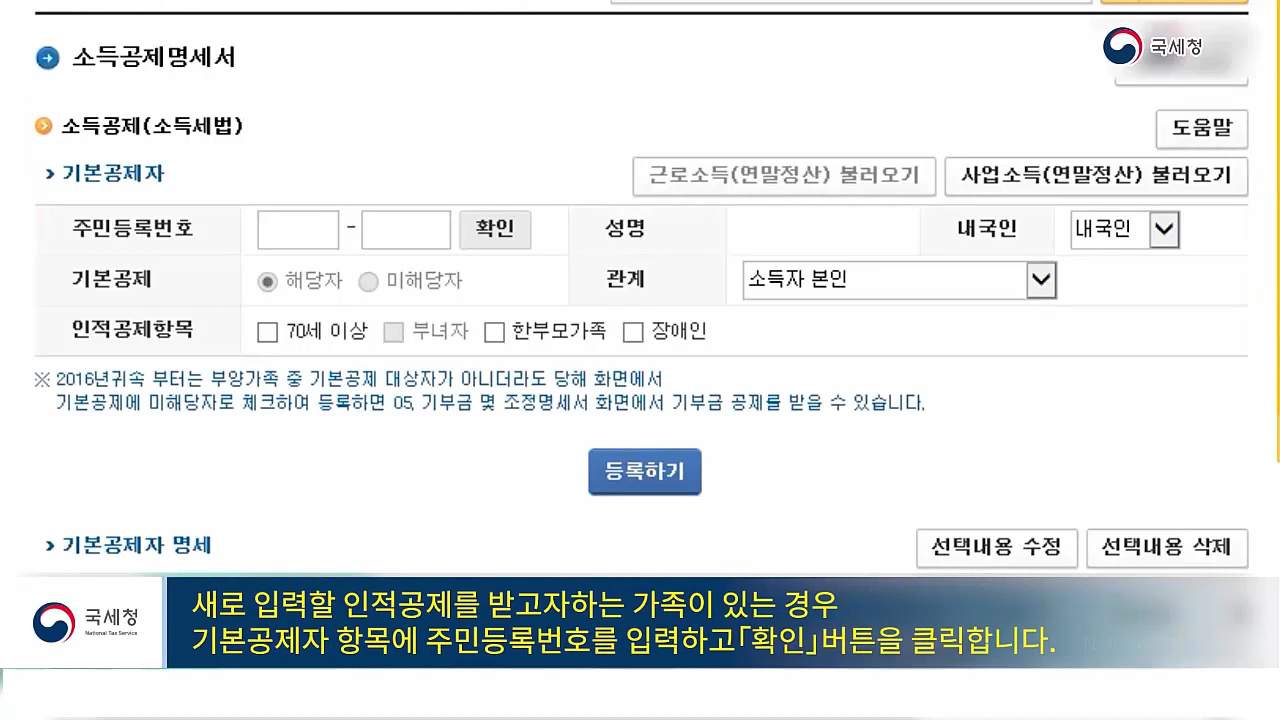 소득공제명세서
국세청
소득공제(소득세법)
도움말
기본공제자
근로소득(연말정산) 불러오기
사업소득(연말정산) 불러오기
주민등록번호 - 확인 성명 내국인 내국인
기본공제 해당자 미해당자 관계 소득자 본인
인적공제항목 70세 이상 부녀자 한부모가족 장애인
※ 2016년귀속 부터는 부양가족 중 기본공제 대상자가 아니더라도 당해 화면에서
기본공제에 미해당자로 체크하여 등록하면 05. 기부금 및 조정명세서 화면에서 기부금 공제를 받을 수 있습니다.
등록하기
기본공제자 명세
선택내용 수정
선택내용 삭제
국세청
National Tax Service
새로 입력할 인적공제를 받고자하는 가족이 있는 경우
기본공제자 항목에 주민등록번호를 입력하고「확인」버튼을 클릭합니다.